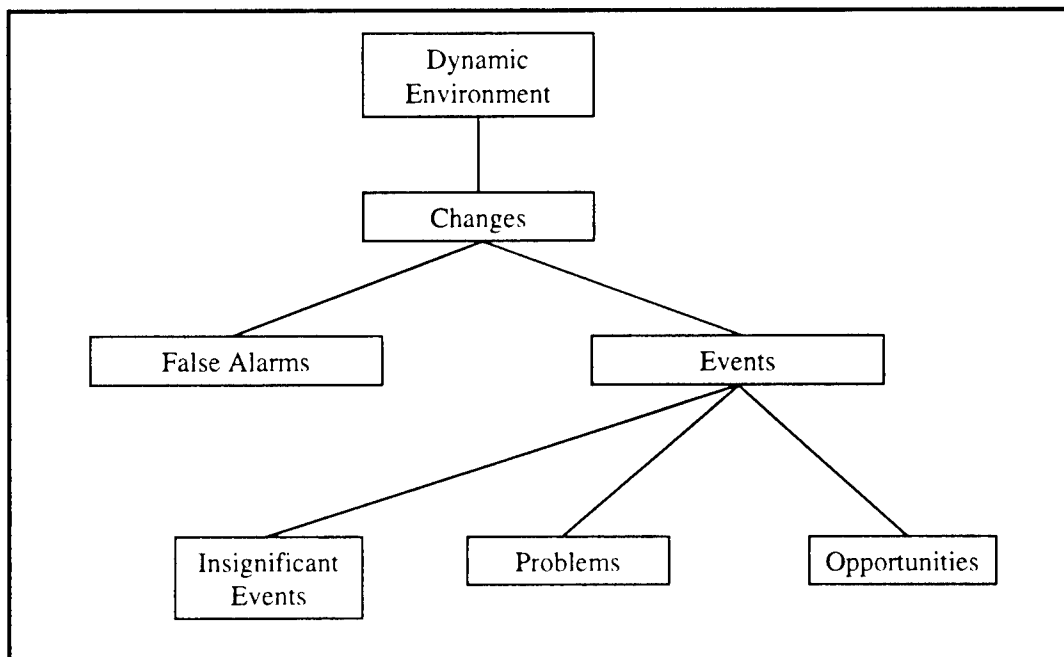 Dynamic
Environment
Changes
False Alarms
Events
Insignificant
Events
Problems
Opportunities